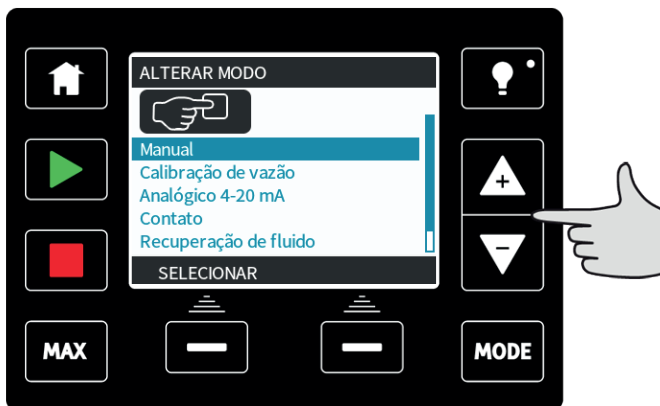 ALTERAR MODO
Manual
Calibração de vazão
Analógico 4-20 mA
Contato
Recuperação de fluido
SELECIONAR
+
−
MAX
MODE